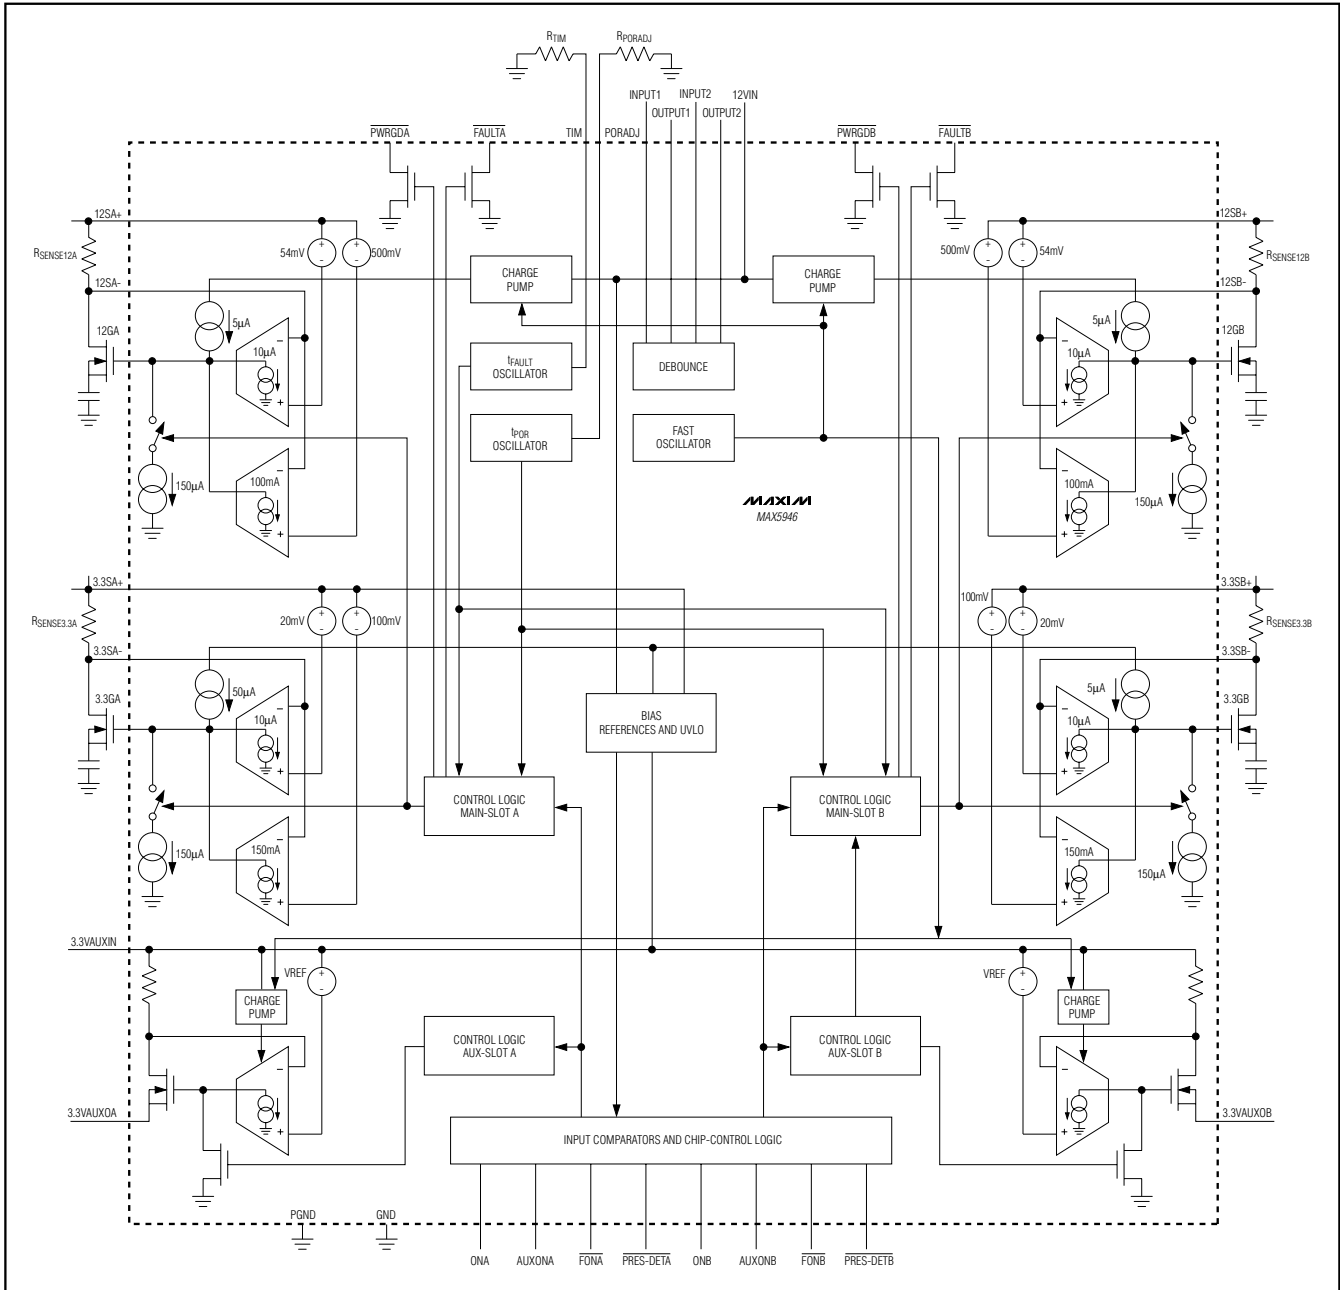 RTIM
RPORADJ
INPUT1
INPUT2
12VIN
OUTPUT1
OUTPUT2
PWRGDA
FAULTA
TIM
PORADJ
PWRGDB
FAULTB
12SA+
54mV
500mV
RSENSE12A
12SA-
CHARGE
PUMP
CHARGE
PUMP
12SB+
500mV
54mV
RSENSE12B
12SB-
5µA
12GA
10µA
tFAULT
OSCILLATOR
DEBOUNCE
5µA
12GB
10µA
tPOR
OSCILLATOR
FAST
OSCILLATOR
150µA
100mA
MAXIM
MAX5946
100mA
150µA
3.3SA+
20mV
100mV
RSENSE3.3A
3.3SA-
3.3SB+
100mV
20mV
RSENSE3.3B
3.3SB-
50µA
3.3GA
10µA
BIAS
REFERENCES AND UVLO
5µA
3.3GB
10µA
CONTROL LOGIC
MAIN-SLOT A
CONTROL LOGIC
MAIN-SLOT B
150µA
150mA
150mA
150µA
3.3VAUXIN
VREF
CHARGE
PUMP
VREF
CHARGE
PUMP
CONTROL LOGIC
AUX-SLOT A
CONTROL LOGIC
AUX-SLOT B
3.3VAUXOA
3.3VAUXOB
INPUT COMPARATORS AND CHIP-CONTROL LOGIC
PGND
GND
ONA
AUXONA
FONA
PRES-DETA
ONB
AUXONB
FONB
PRES-DETB